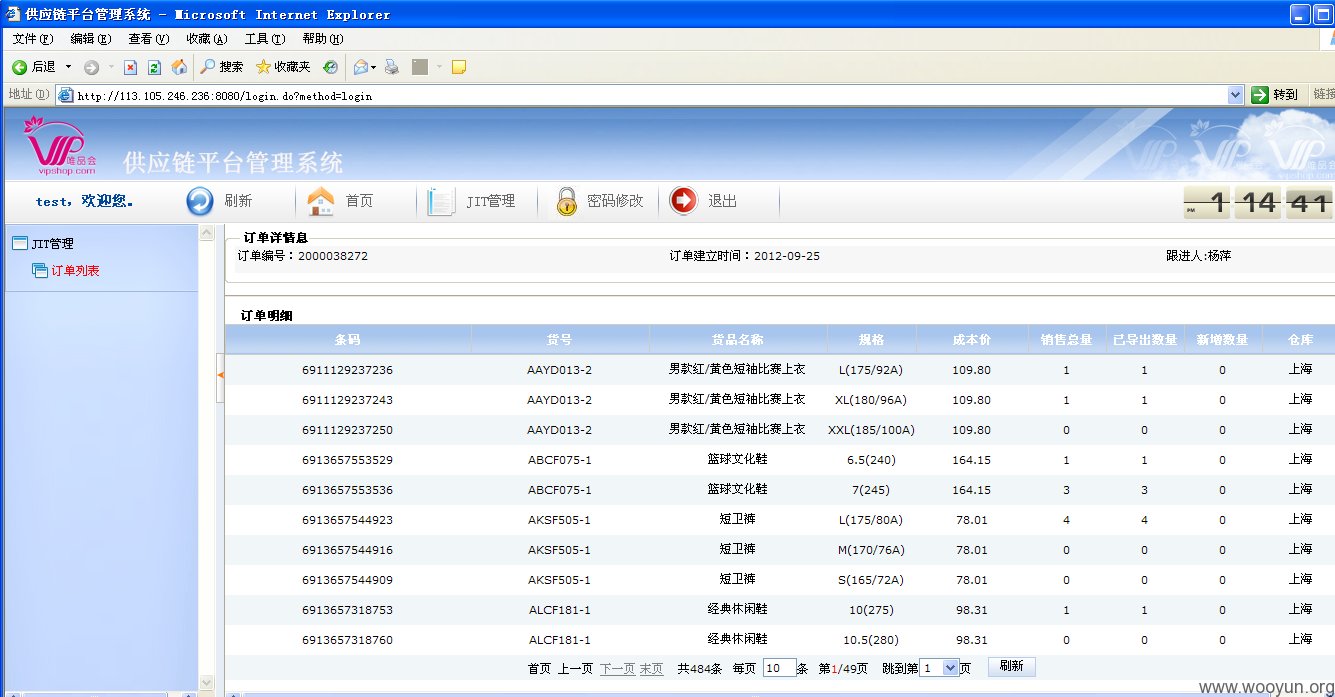 供应链平台管理系统 - Microsoft Internet Explorer
文件(F) 编辑(E) 查看(V) 收藏(A) 工具(T) 帮助(H)
后退 搜索 收藏夹
地址(D) http://113.105.246.236:8080/login.do?method=login 转到 链接
VIP 唯品会 vipshop.com 供应链平台管理系统
test，欢迎您。 刷新 首页 JIT管理 密码修改 退出 PM 1 14 41
JIT管理
订单列表
订单详情息
订单编号：2000038272 订单建立时间：2012-09-25 跟进人:杨萍
订单明细
条码 货号 货品名称 规格 成本价 销售总量 已导出数量 新增数量 仓库
6911129237236 AAYD013-2 男款红/黄色短袖比赛上衣 L(175/92A) 109.80 1 1 0 上海
6911129237243 AAYD013-2 男款红/黄色短袖比赛上衣 XL(180/96A) 109.80 1 1 0 上海
6911129237250 AAYD013-2 男款红/黄色短袖比赛上衣 XXL(185/100A) 109.80 0 0 0 上海
6913657553529 ABCF075-1 篮球文化鞋 6.5(240) 164.15 1 1 0 上海
6913657553536 ABCF075-1 篮球文化鞋 7(245) 164.15 3 3 0 上海
6913657544923 AKSF505-1 短卫裤 L(175/80A) 78.01 4 4 0 上海
6913657544916 AKSF505-1 短卫裤 M(170/76A) 78.01 0 0 0 上海
6913657544909 AKSF505-1 短卫裤 S(165/72A) 78.01 0 0 0 上海
6913657318753 ALCF181-1 经典休闲鞋 10(275) 98.31 1 1 0 上海
6913657318760 ALCF181-1 经典休闲鞋 10.5(280) 98.31 0 0 0 上海
首页 上一页 下一页 末页 共484条 每页 10 条 第1/49页 跳到第 1 页 刷新
www.wooyun.org